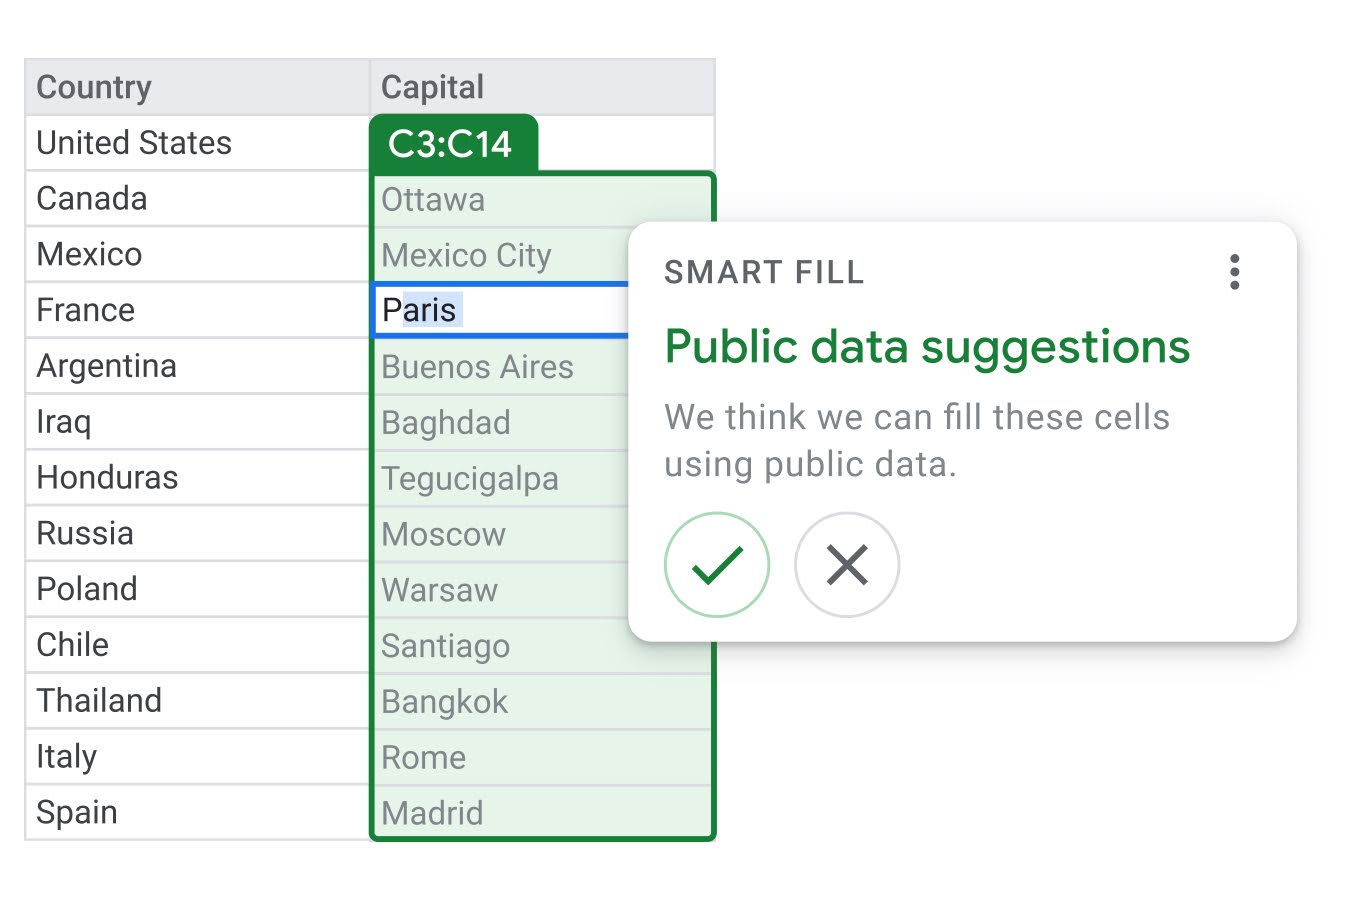 Country Capital
United States C3:C14
Canada Ottawa
Mexico Mexico City
France Paris
Argentina Buenos Aires
Iraq Baghdad
Honduras Tegucigalpa
Russia Moscow
Poland Warsaw
Chile Santiago
Thailand Bangkok
Italy Rome
Spain Madrid
SMART FILL
Public data suggestions
We think we can fill these cells
using public data.